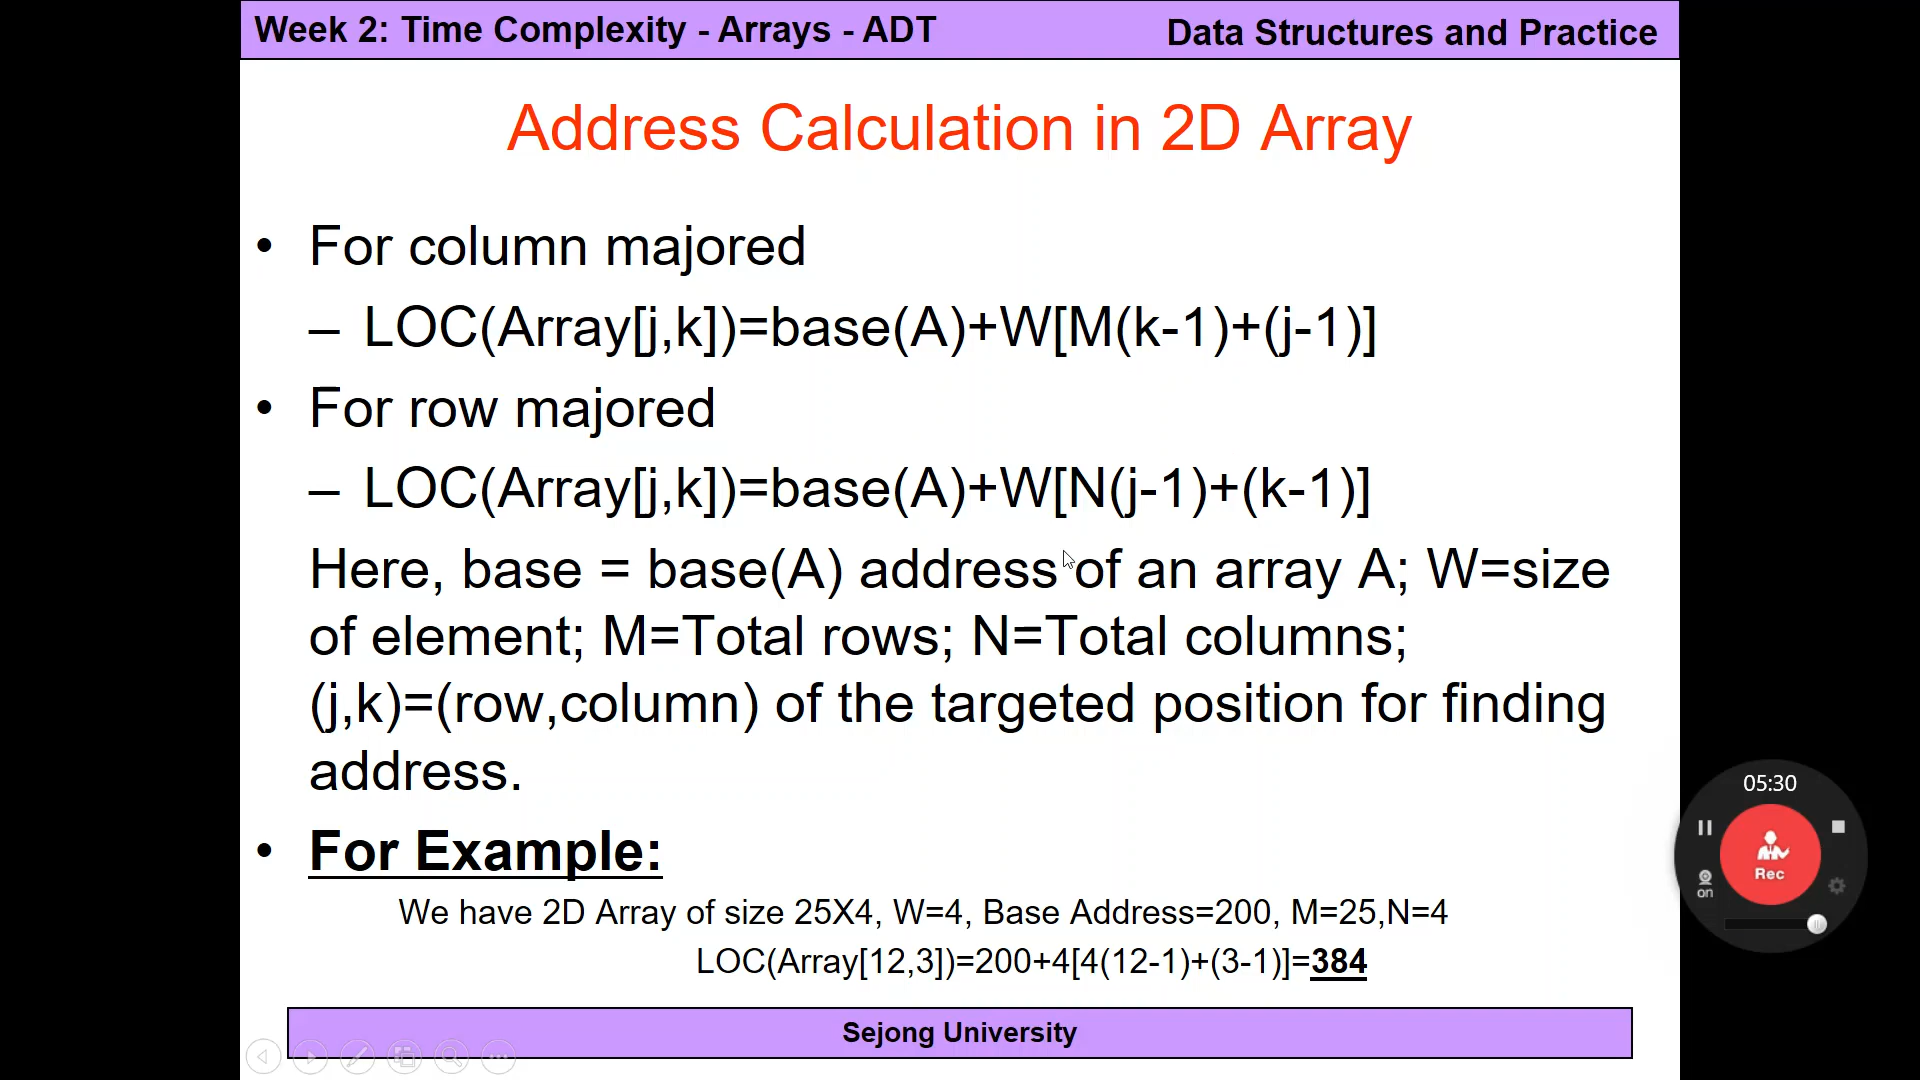 Week 2: Time Complexity - Arrays - ADT
Data Structures and Practice
Address Calculation in 2D Array
• For column majored
– LOC(Array[j,k])=base(A)+W[M(k-1)+(j-1)]
• For row majored
– LOC(Array[j,k])=base(A)+W[N(j-1)+(k-1)]
Here, base = base(A) address of an array A; W=size
of element; M=Total rows; N=Total columns;
(j,k)=(row,column) of the targeted position for finding
address.
• For Example:
We have 2D Array of size 25X4, W=4, Base Address=200, M=25,N=4
LOC(Array[12,3])=200+4[4(12-1)+(3-1)]=384
Sejong University
05:30
Rec
on